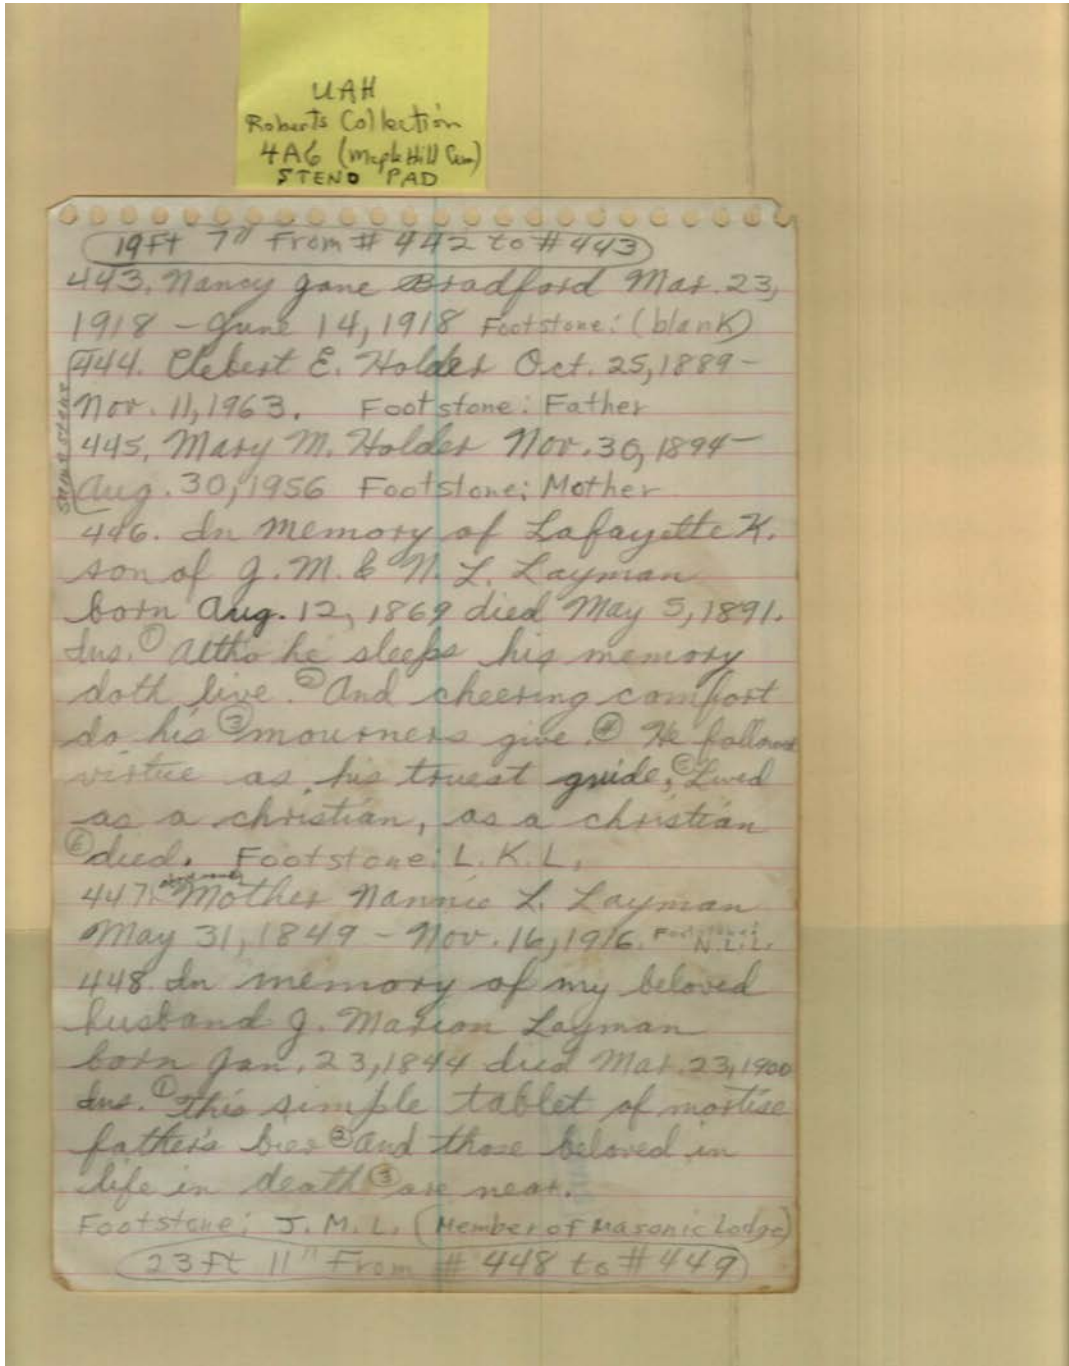 UAH
Roberts Collection
4A6 (Maple Hill Cem)
STENO PAD
19Ft 7" From # 442 to # 443
443. Nancy Jane Bradford Mar. 23,
1918 – June 14, 1918 Footstone: (blank)
444. Clebert E. Holder Oct. 25, 1889 –
Nov. 11, 1963. Footstone: Father
445. Mary M. Holder Nov. 30, 1894 –
Aug. 30, 1956 Footstone: Mother
same stone
446. In memory of Lafayette K.
son of J. M. & N. L. Layman
born Aug. 12, 1869 died May 5, 1891.
Ins. ① Altho he sleeps his memory
doth live. ② And cheering comfort
do his ③ mourners give. ④ He followed
virtue as his truest guide, ⑤ Lived
as a christian, as a christian
⑥ died. Footstone: L. K. L.
447. Mother Nannie L. Layman
May 31, 1849 – Nov. 16, 1916. Footstone: N.L.L.
448. In memory of my beloved
husband J. Marion Layman
born Jan. 23, 1844 died Mar. 23, 1900
Ins. ① This simple tablet of mortise
father's bier ② and those beloved in
life in death ③ are near.
Footstone: J. M. L. (Member of Masonic Lodge)
23 ft 11" From # 448 to # 449